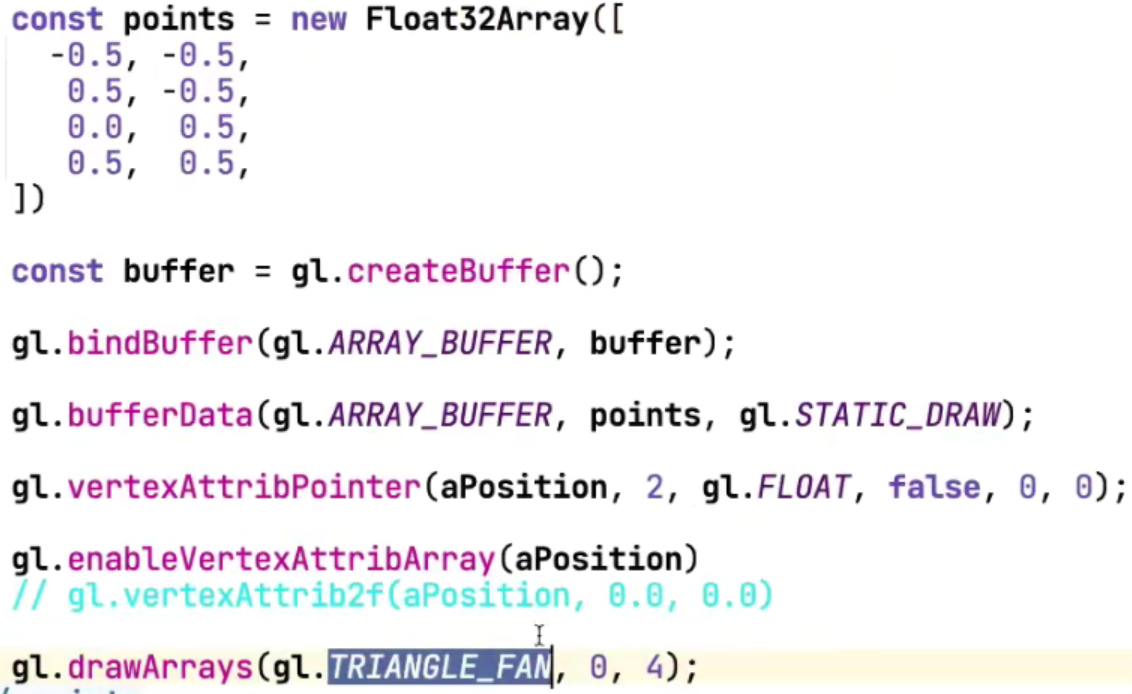 const points = new Float32Array([
-0.5, -0.5,
0.5, -0.5,
0.0, 0.5,
0.5, 0.5,
])
const buffer = gl.createBuffer();
gl.bindBuffer(gl.ARRAY_BUFFER, buffer);
gl.bufferData(gl.ARRAY_BUFFER, points, gl.STATIC_DRAW);
gl.vertexAttribPointer(aPosition, 2, gl.FLOAT, false, 0, 0);
gl.enableVertexAttribArray(aPosition)
// gl.vertexAttrib2f(aPosition, 0.0, 0.0)
gl.drawArrays(gl.TRIANGLE_FAN, 0, 4);